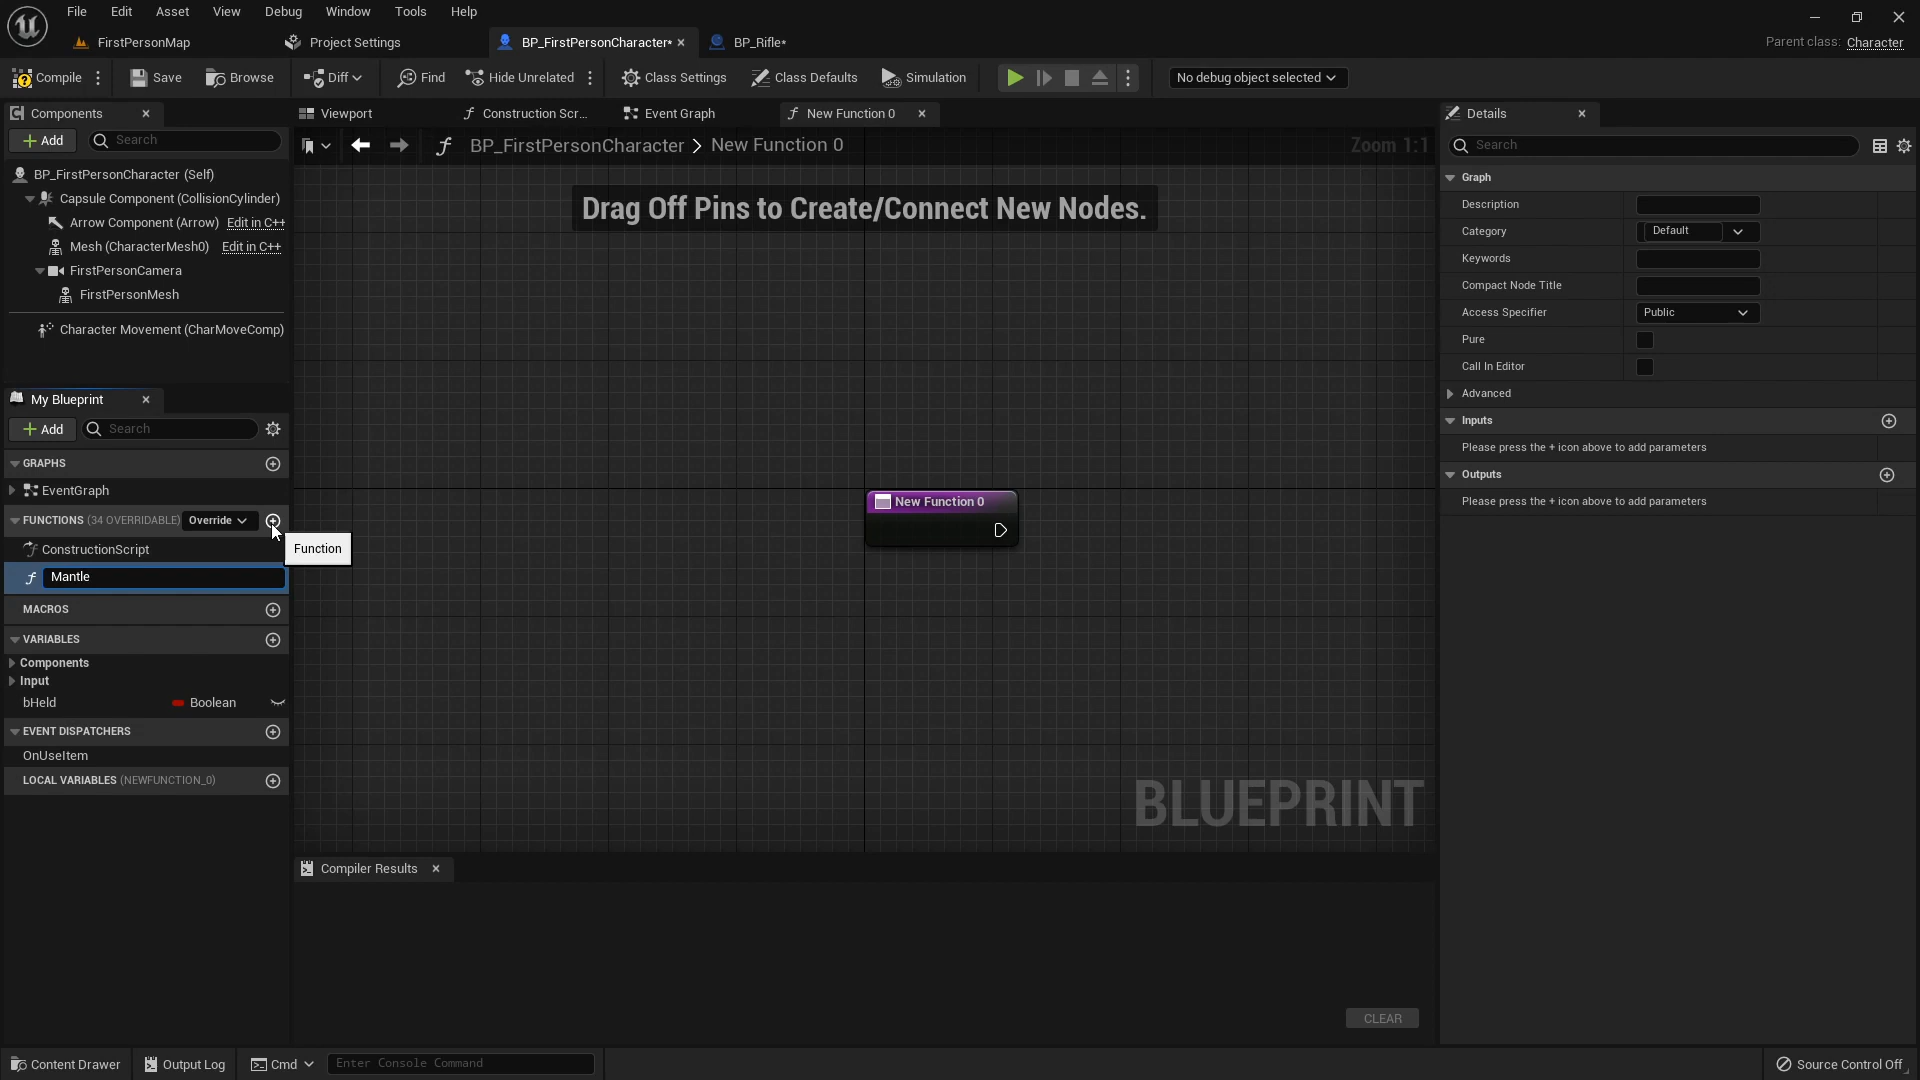 File Edit Asset View Debug Window Tools Help
FirstPersonMap Project Settings BP_FirstPersonCharacter* BP_Rifle* Parent class: Character
Compile Save Browse Diff Find Hide Unrelated Class Settings Class Defaults Simulation No debug object selected
Components Viewport Construction Scr... Event Graph New Function 0 Details
Add Search BP_FirstPersonCharacter New Function 0 Zoom 1:1 Search
BP_FirstPersonCharacter (Self)
Capsule Component (CollisionCylinder)
Arrow Component (Arrow) Edit in C++
Mesh (CharacterMesh0) Edit in C++
FirstPersonCamera
FirstPersonMesh
Character Movement (CharMoveComp)
Drag Off Pins to Create/Connect New Nodes.
Graph
Description
Category Default
Keywords
Compact Node Title
Access Specifier Public
Pure
Call In Editor
Advanced
Inputs
Please press the + icon above to add parameters
Outputs
Please press the + icon above to add parameters
My Blueprint
Add Search
GRAPHS
EventGraph
FUNCTIONS (34 OVERRIDABLE) Override
Function
ConstructionScript
Mantle
MACROS
VARIABLES
Components
Input
bHeld Boolean
EVENT DISPATCHERS
OnUseItem
LOCAL VARIABLES (NEWFUNCTION_0)
New Function 0
BLUEPRINT
Compiler Results
CLEAR
Content Drawer Output Log Cmd Enter Console Command Source Control Off